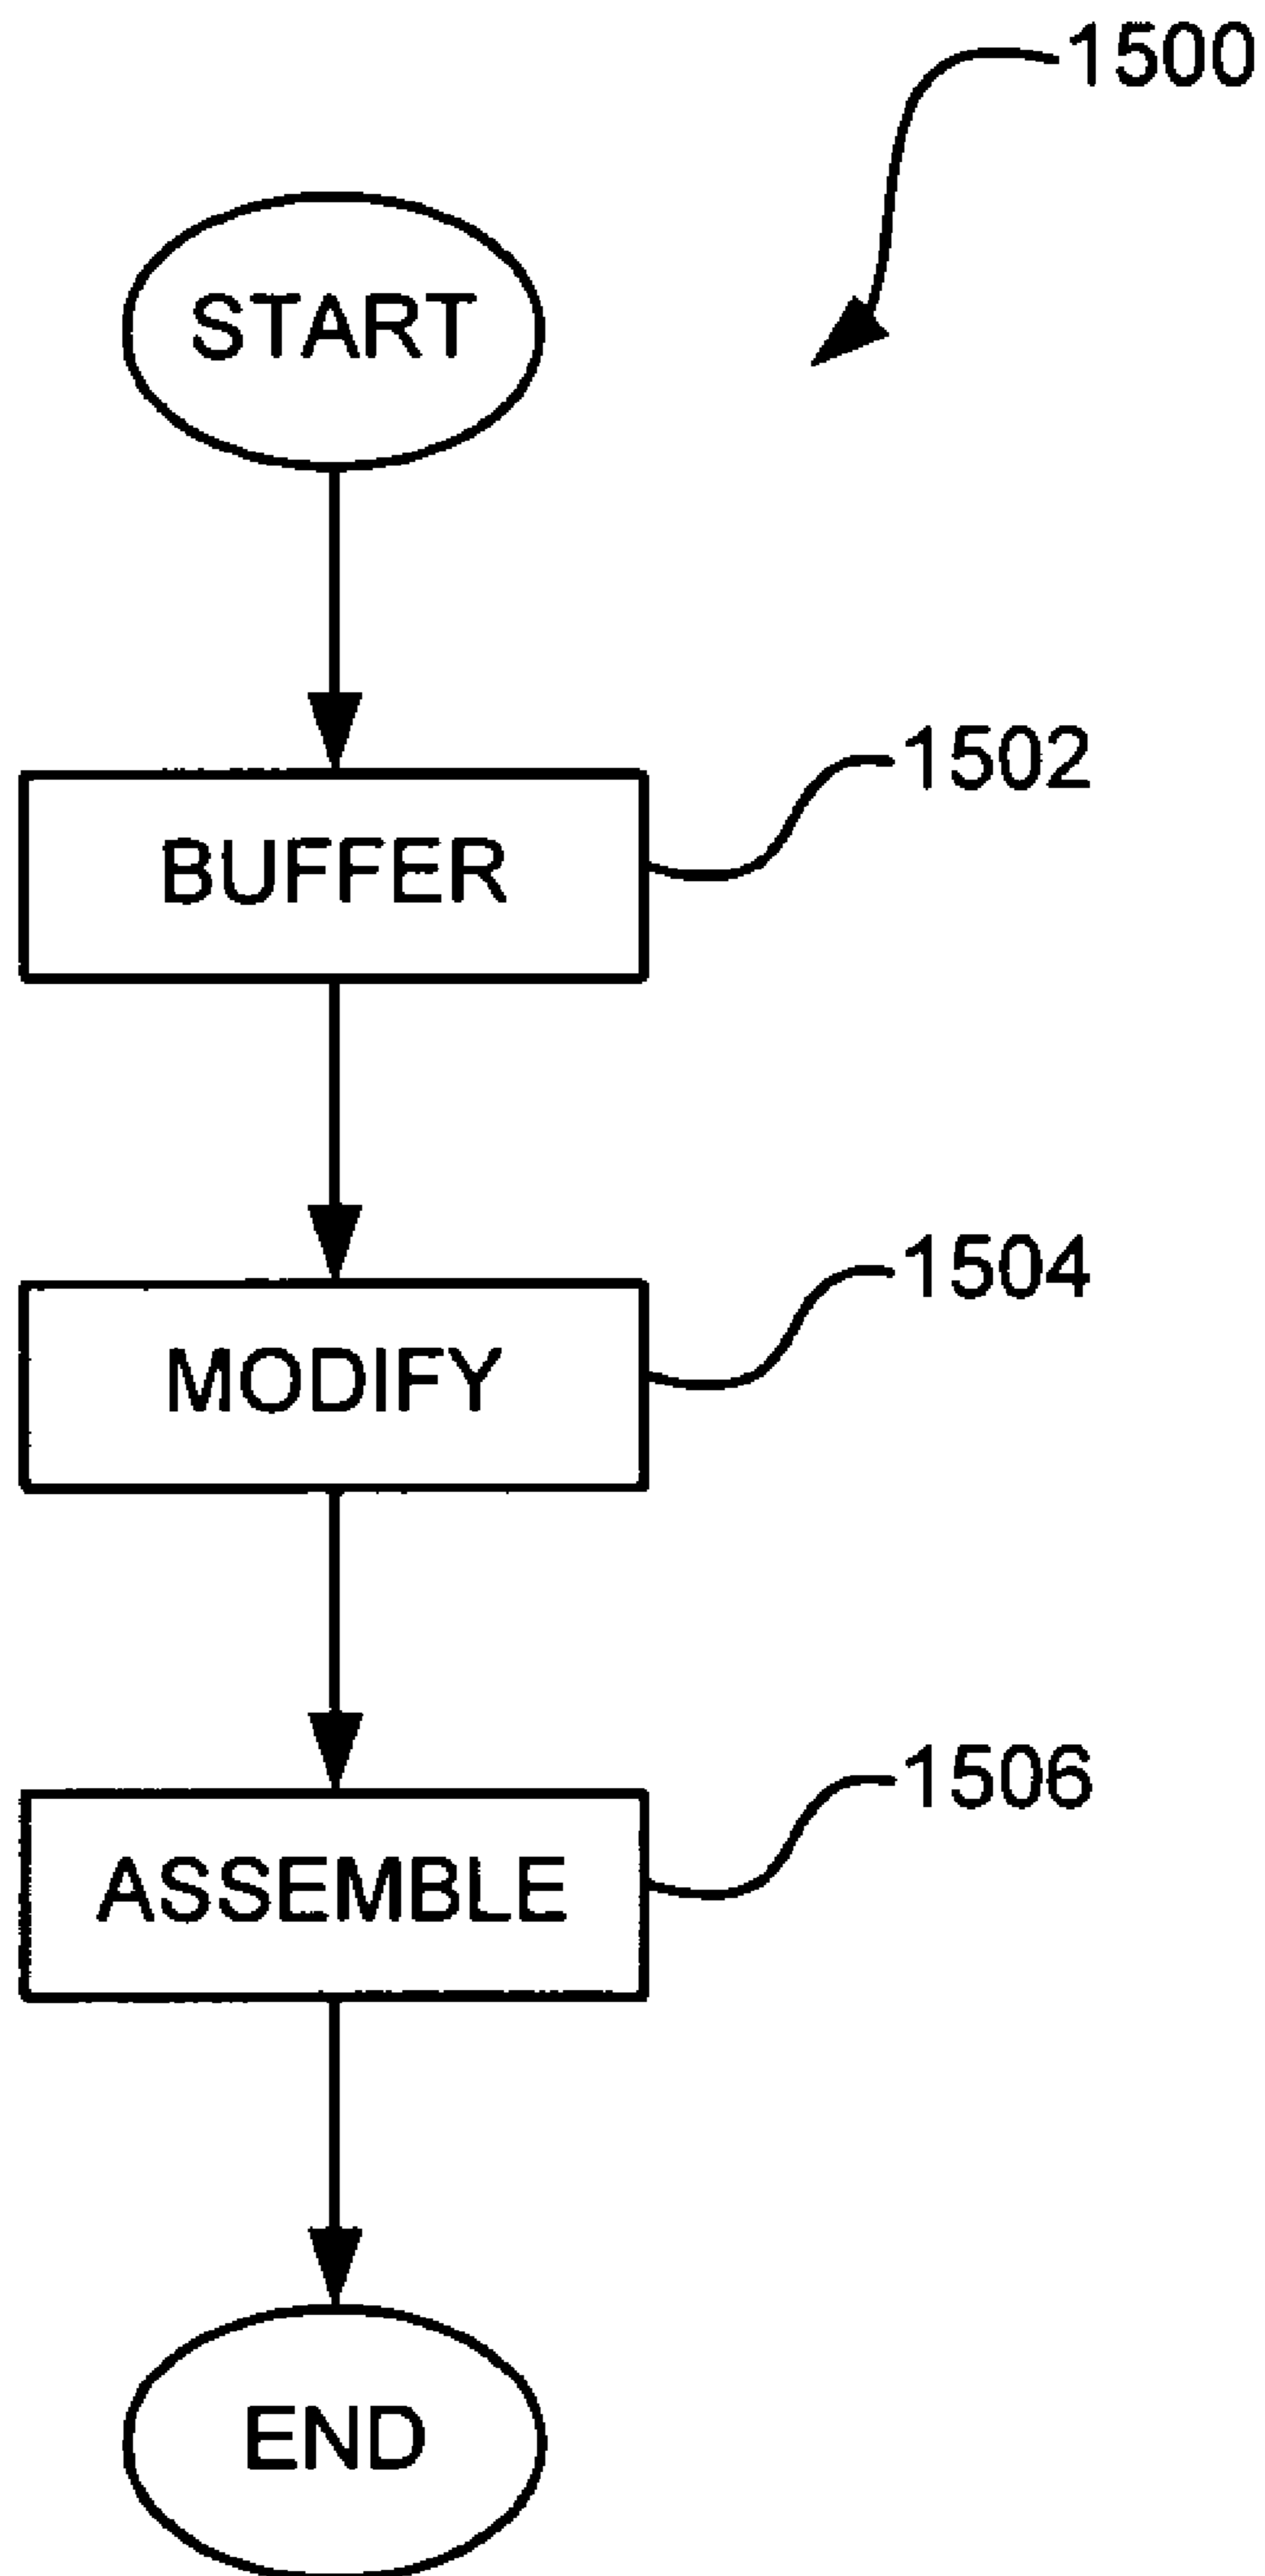 1500
START
1502
BUFFER
1504
MODIFY
1506
ASSEMBLE
END